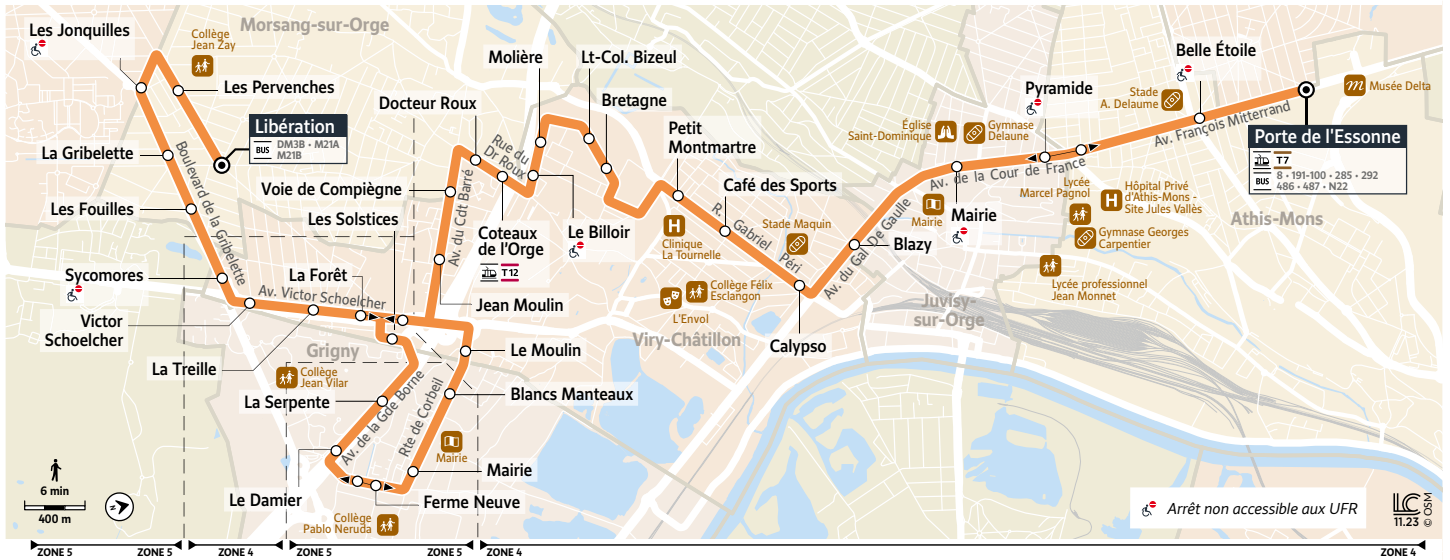 Morsang-sur-Orge
Les Jonquilles
Collège
Jean Zay
Les Pervenches
Libération
BUS
DM3B • M21A
M21B
La Gribelette
Boulevard de la Gribelette
Les Fouilles
Sycomores
Victor
Schoelcher
Av. Victor Schoelcher
La Treille
La Forêt
Les Solstices
Grigny
Collège
Jean Vilar
La Serpente
Av. de la Gde Borne
Le Damier
Collège
Pablo Neruda
Ferme Neuve
Mairie
Mairie
Rte de Corbeil
Blancs Manteaux
Le Moulin
Jean Moulin
Av. du Cdt Barré
Voie de Compiègne
Docteur Roux
Coteaux
de l'Orge
T12
Rue du
Dr Roux
Le Billoir
Molière
Lt-Col. Bizeul
Bretagne
Petit
Montmartre
H
Clinique
La Tournelle
Café des Sports
R. Gabriel Péri
Stade Maquin
Collège Félix
Esclangon
L'Envol
Viry-Châtillon
Calypso
Av. du Gal De Gaulle
Blazy
Mairie
Mairie
Juvisy-
sur-Orge
Église
Saint-Dominique
Gymnase
Delaune
Av. de la Cour de France
Pyramide
Lycée
Marcel Pagnol
H
Hôpital Privé
d'Athis-Mons -
Site Jules Vallès
Gymnase Georges
Carpentier
Lycée professionnel
Jean Monnet
Athis-Mons
Stade
A. Delaume
Belle Étoile
Av. François Mitterrand
m
Musée Delta
Porte de l'Essonne
T7
BUS
8 • 191-100 • 285 • 292
486 • 487 • N22
6 min
400 m
Arrêt non accessible aux UFR
LC
11.23
© OSM
ZONE 5
ZONE 5
ZONE 4
ZONE 5
ZONE 5
ZONE 4
ZONE 4